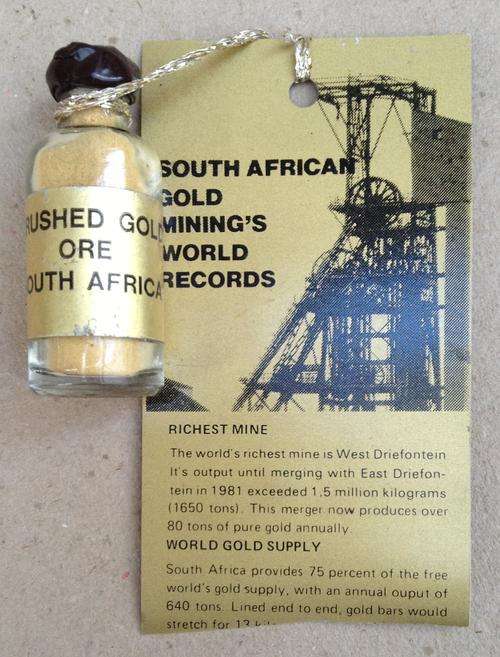 RUSHED GOL
ORE
OUTH AFRICA
SOUTH AFRICAN
GOLD
MINING'S
WORLD
RECORDS
RICHEST MINE
The world's richest mine is West Driefontein
It's output until merging with East Driefon-
tein in 1981 exceeded 1.5 million kilograms
(1650 tons). This merger now produces over
80 tons of pure gold annually
WORLD GOLD SUPPLY
South Africa provides 75 percent of the free
world's gold supply, with an annual ouput of
640 tons. Lined end to end, gold bars would
stretch for 13